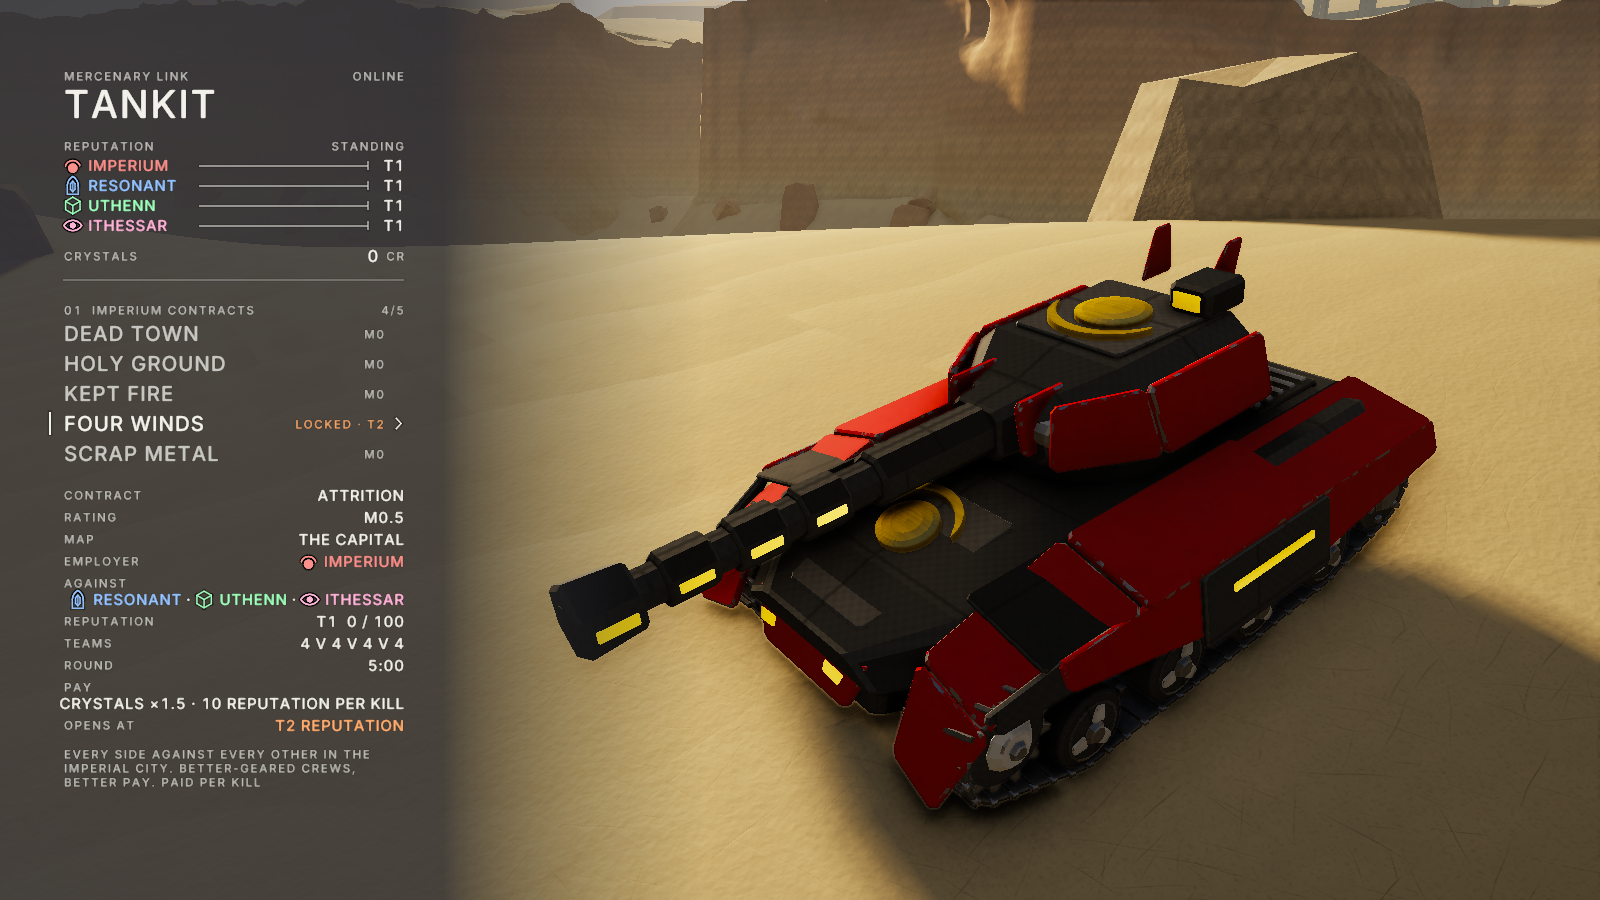 MERCENARY LINK ONLINE
TANKIT
REPUTATION STANDING
IMPERIUM T1
RESONANT T1
UTHENN T1
ITHESSAR T1
CRYSTALS 0 CR
01 IMPERIUM CONTRACTS 4/5
DEAD TOWN M0
HOLY GROUND M0
KEPT FIRE M0
FOUR WINDS LOCKED · T2
SCRAP METAL M0
CONTRACT ATTRITION
RATING M0.5
MAP THE CAPITAL
EMPLOYER IMPERIUM
AGAINST
RESONANT · UTHENN · ITHESSAR
REPUTATION T1 0 / 100
TEAMS 4 V 4 V 4 V 4
ROUND 5:00
PAY
CRYSTALS ×1.5 · 10 REPUTATION PER KILL
OPENS AT T2 REPUTATION
EVERY SIDE AGAINST EVERY OTHER IN THE
IMPERIAL CITY. BETTER-GEARED CREWS,
BETTER PAY. PAID PER KILL